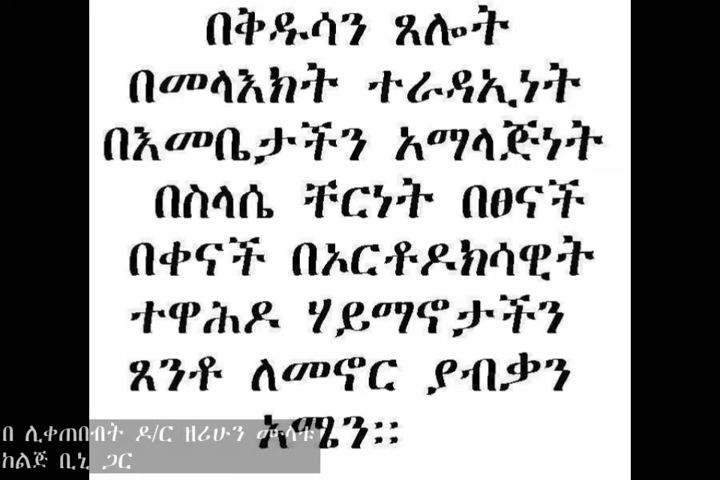 በቅዱሳን ጸሎት
በመላእክት ተራዳኢነት
በእመቤታችን አማላጅነት
በስላሴ ቸርነት በፀናች
በቀናች በኦርቶዶክሳዊት
ተዋሕዶ ሃይማኖታችን
ጸንቶ ለመኖር ያብቃን
አሜን።
በ ሊቀጠበብት ዶ/ር ዘሪሁን ሙላቱ
ከልጅ ቢኒ ጋር